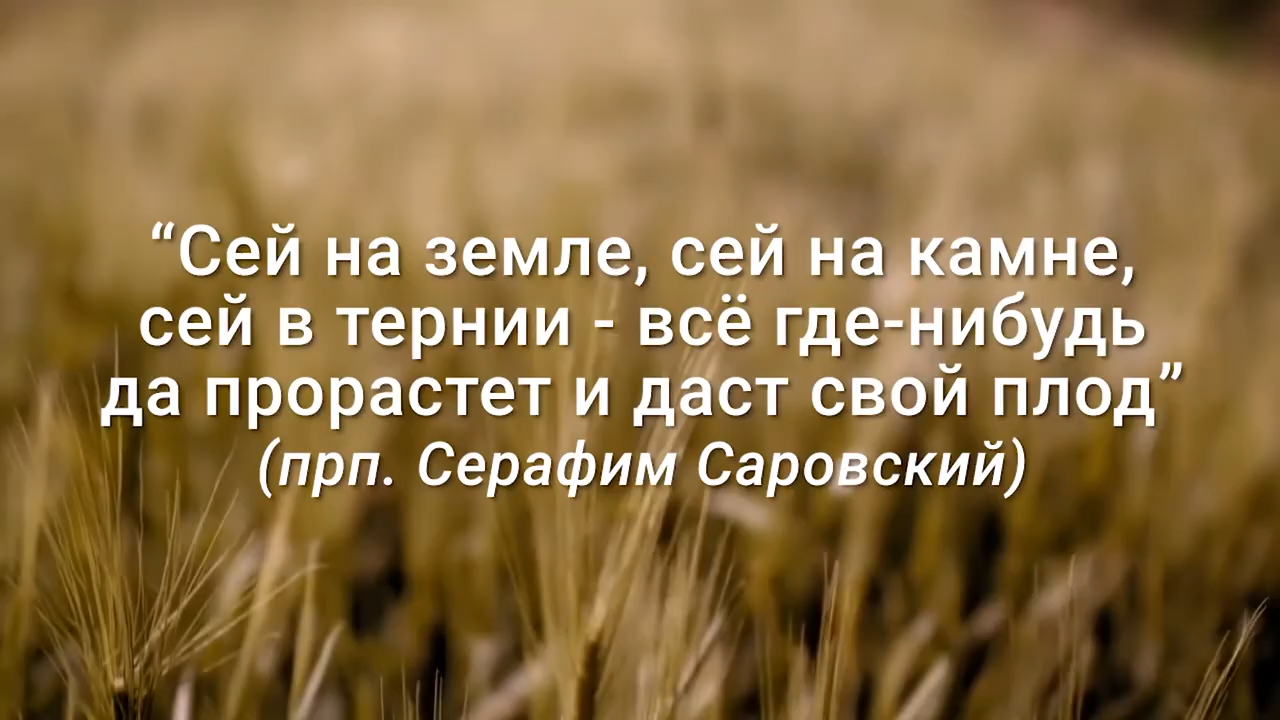 “Сей на земле, сей на камне,
сей в тернии - всё где-нибудь
да прорастет и даст свой плод”
(прп. Серафим Саровский)